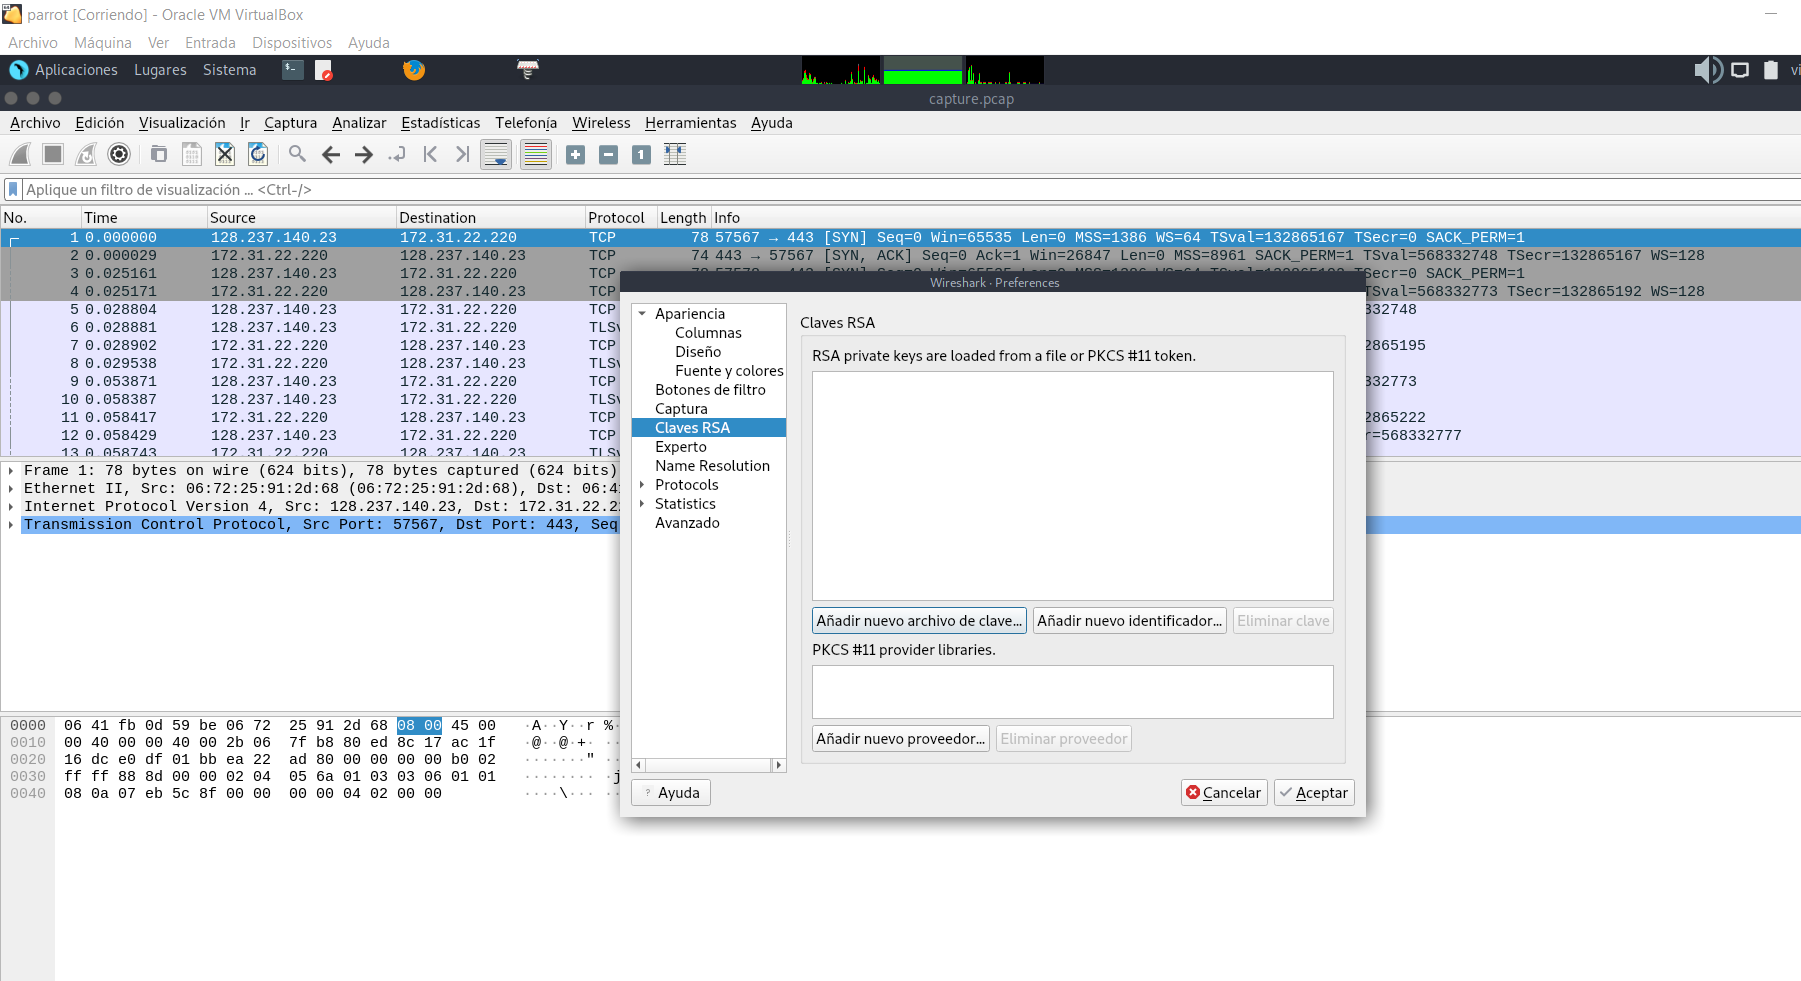 parrot [Corriendo] - Oracle VM VirtualBox
Archivo Máquina Ver Entrada Dispositivos Ayuda
Aplicaciones Lugares Sistema
capture.pcap
Archivo Edición Visualización Ir Captura Analizar Estadísticas Telefonía Wireless Herramientas Ayuda
Aplique un filtro de visualización ... <Ctrl-/>
No. Time Source Destination Protocol Length Info
1 0.000000 128.237.140.23 172.31.22.220 TCP 78 57567 → 443 [SYN] Seq=0 Win=65535 Len=0 MSS=1386 WS=64 TSval=132865167 TSecr=0 SACK_PERM=1
2 0.000029 172.31.22.220 128.237.140.23 TCP 74 443 → 57567 [SYN, ACK] Seq=0 Ack=1 Win=26847 Len=0 MSS=8961 SACK_PERM=1 TSval=568332748 TSecr=132865167 WS=128
3 0.025161 128.237.140.23 172.31.22.220 TCP TSecr=0 SACK_PERM=1
4 0.025171 172.31.22.220 128.237.140.23 TCP TSval=568332773 TSecr=132865192 WS=128
5 0.028804 128.237.140.23 172.31.22.220 TCP 332748
6 0.028881 128.237.140.23 172.31.22.220 TLSv
7 0.028902 172.31.22.220 128.237.140.23 TCP 2865195
8 0.029538 172.31.22.220 128.237.140.23 TLSv
9 0.053871 128.237.140.23 172.31.22.220 TCP 332773
10 0.058387 128.237.140.23 172.31.22.220 TLSv
11 0.058417 172.31.22.220 128.237.140.23 TCP 2865222
12 0.058429 128.237.140.23 172.31.22.220 TCP r=568332777
13 0.058743 172.31.22.220 128.237.140.23 TLSv
Frame 1: 78 bytes on wire (624 bits), 78 bytes captured (624 bits)
Ethernet II, Src: 06:72:25:91:2d:68 (06:72:25:91:2d:68), Dst: 06:41
Internet Protocol Version 4, Src: 128.237.140.23, Dst: 172.31.22.22
Transmission Control Protocol, Src Port: 57567, Dst Port: 443, Seq
0000 06 41 fb 0d 59 be 06 72 25 91 2d 68 08 00 45 00 ·A··Y··r %·
0010 00 40 00 00 40 00 2b 06 7f b8 80 ed 8c 17 ac 1f ·@··@·+· ··
0020 16 dc e0 df 01 bb ea 22 ad 80 00 00 00 00 b0 02 ·······" ··
0030 ff ff 88 8d 00 00 02 04 05 6a 01 03 03 06 01 01 ········ ·j
0040 08 0a 07 eb 5c 8f 00 00 00 00 04 02 00 00 ····\··· ··
Wireshark · Preferences
Apariencia
Columnas
Diseño
Fuente y colores
Botones de filtro
Captura
Claves RSA
Experto
Name Resolution
Protocols
Statistics
Avanzado
Claves RSA
RSA private keys are loaded from a file or PKCS #11 token.
Añadir nuevo archivo de clave... Añadir nuevo identificador... Eliminar clave
PKCS #11 provider libraries.
Añadir nuevo proveedor... Eliminar proveedor
Ayuda Cancelar Aceptar